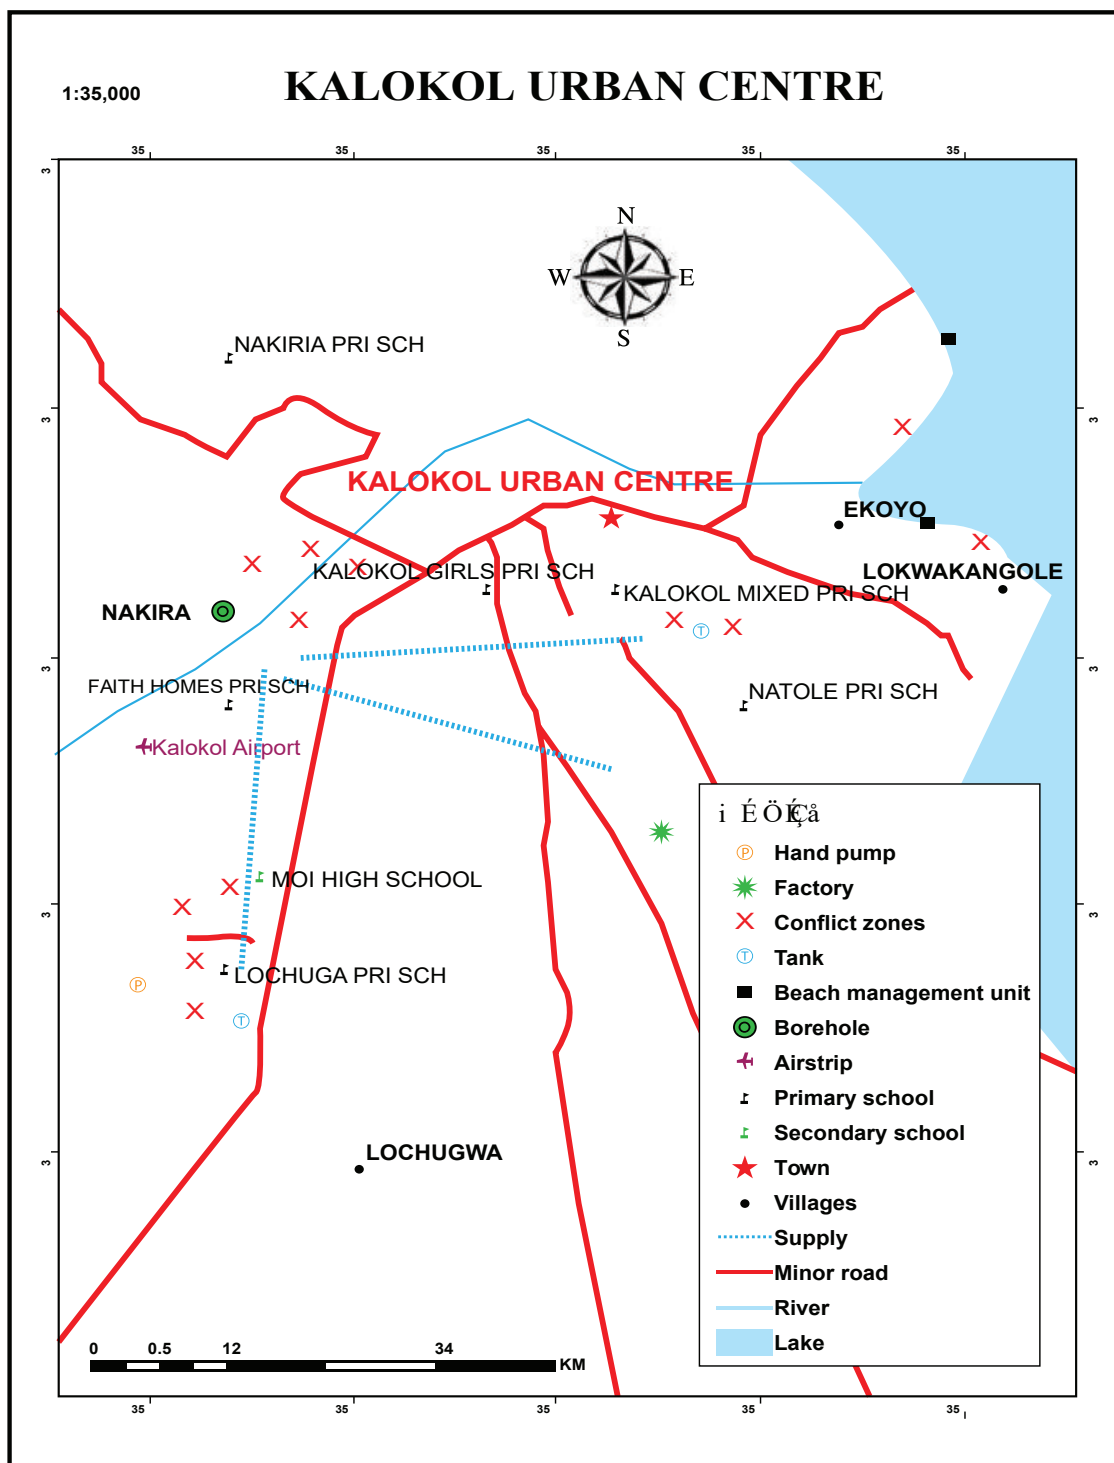 KALOKOL URBAN CENTRE
1:35,000
35 35 35 35 35
3
N
W E
S
NAKIRIA PRI SCH
3 3
KALOKOL URBAN CENTRE
EKOYO
KALOKOL GIRLS PRI SCH
LOKWAKANGOLE
KALOKOL MIXED PRI SCH
NAKIRA
T
3 3
FAITH HOMES PRI SCH
NATOLE PRI SCH
Kalokol Airport
MOI HIGH SCHOOL
3 3
LOCHUGA PRI SCH
P
T
LOCHUGWA
3 3
P Hand pump
Factory
Conflict zones
T Tank
Beach management unit
Borehole
Airstrip
Primary school
Secondary school
Town
Villages
Supply
Minor road
River
Lake
0 0.5 12 34
KM
35 35 35 35